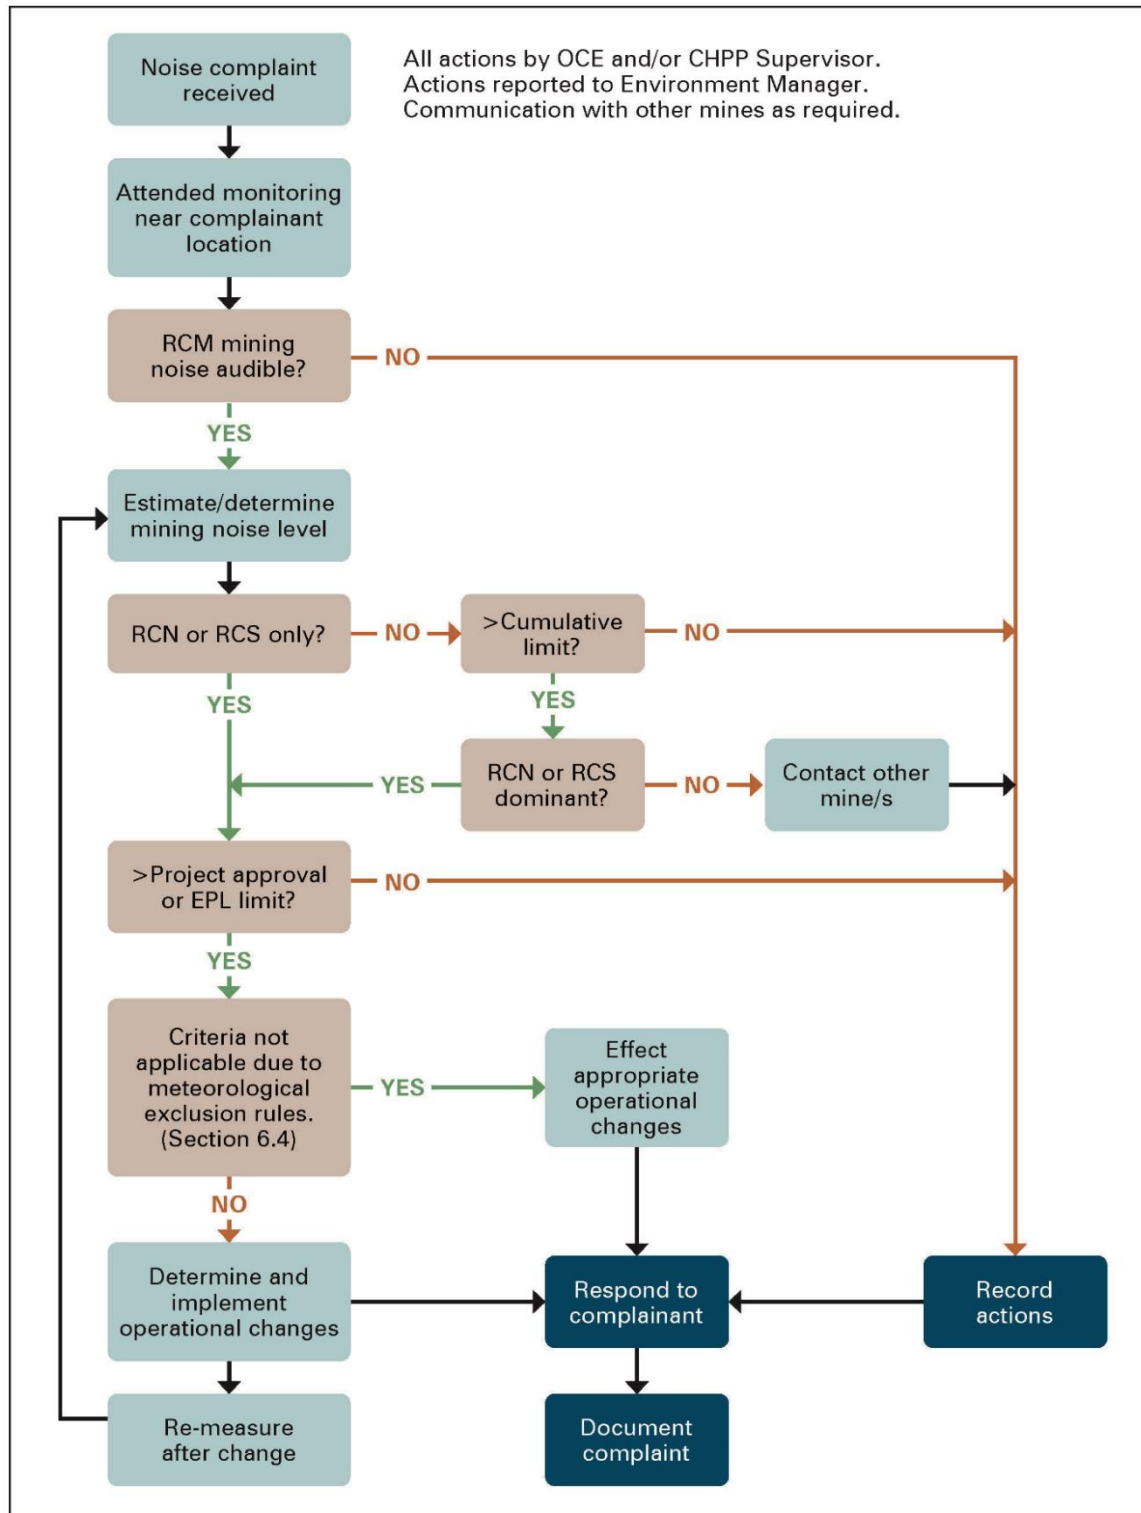 Noise complaint
received
All actions by OCE and/or CHPP Supervisor.
Actions reported to Environment Manager.
Communication with other mines as required.
Attended monitoring
near complainant
location
RCM mining
noise audible?
NO
YES
Estimate/determine
mining noise level
RCN or RCS only?
NO
>Cumulative
limit?
NO
YES
YES
RCN or RCS
dominant?
YES
NO
Contact other
mine/s
>Project approval
or EPL limit?
NO
YES
Criteria not
applicable due to
meteorological
exclusion rules.
(Section 6.4)
YES
Effect
appropriate
operational
changes
NO
Determine and
implement
operational changes
Respond to
complainant
Record
actions
Re-measure
after change
Document
complaint